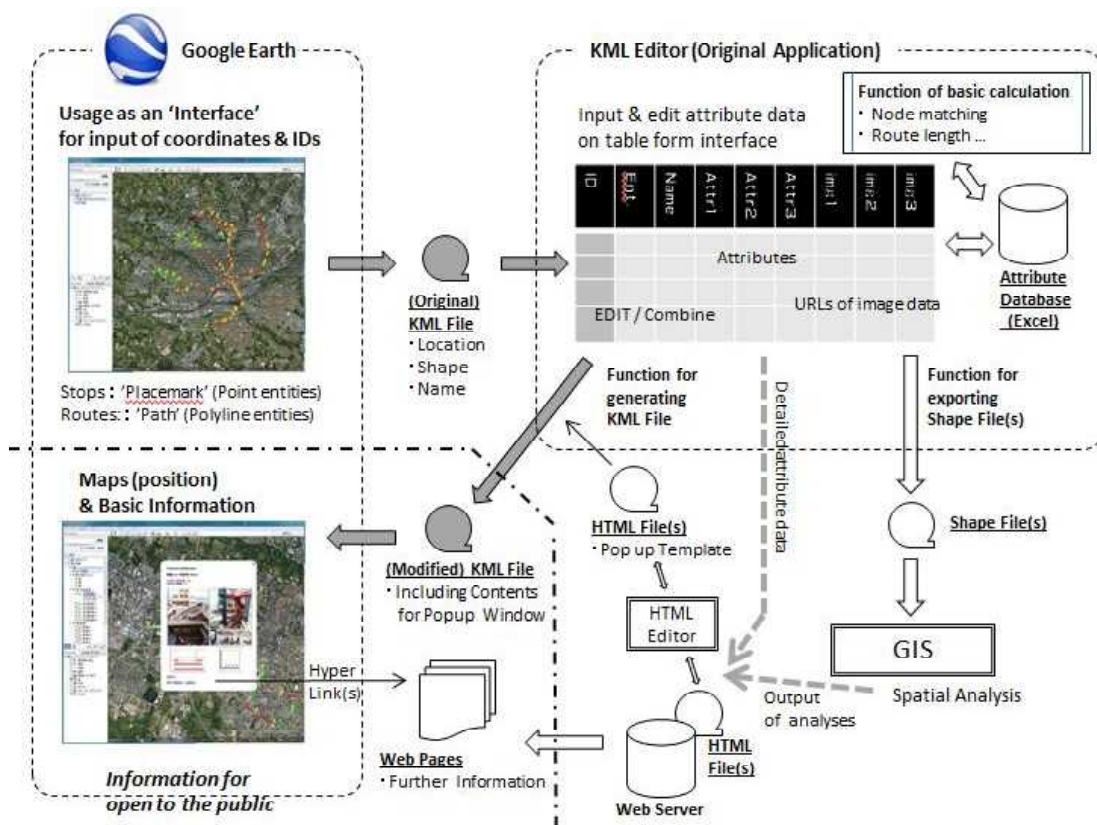 Google Earth
Usage as an 'Interface'
for input of coordinates & IDs
Stops: 'Placemark' (Point entities)
Routes: 'Path' (Polyline entities)
(Original)
KML File
・Location
・Shape
・Name
KML Editor (Original Application)
Input & edit attribute data
on table form interface
Function of basic calculation
・Node matching
・Route length ...
ID
Ent.
Name
Attr1
Attr2
Attr3
img1
img2
img3
Attributes
URLs of image data
EDIT / Combine
Attribute
Database
(Excel)
Function for
generating
KML File
Detailed attribute data
Function for
exporting
Shape File(s)
Maps (position)
& Basic Information
(Modified) KML File
・Including Contents
for Popup Window
HTML File(s)
・Pop up Template
HTML
Editor
Shape File(s)
GIS
Spatial Analysis
Output
of analyses
Hyper
Link(s)
Web Pages
・Further Information
HTML
File(s)
Web Server
Information for
open to the public